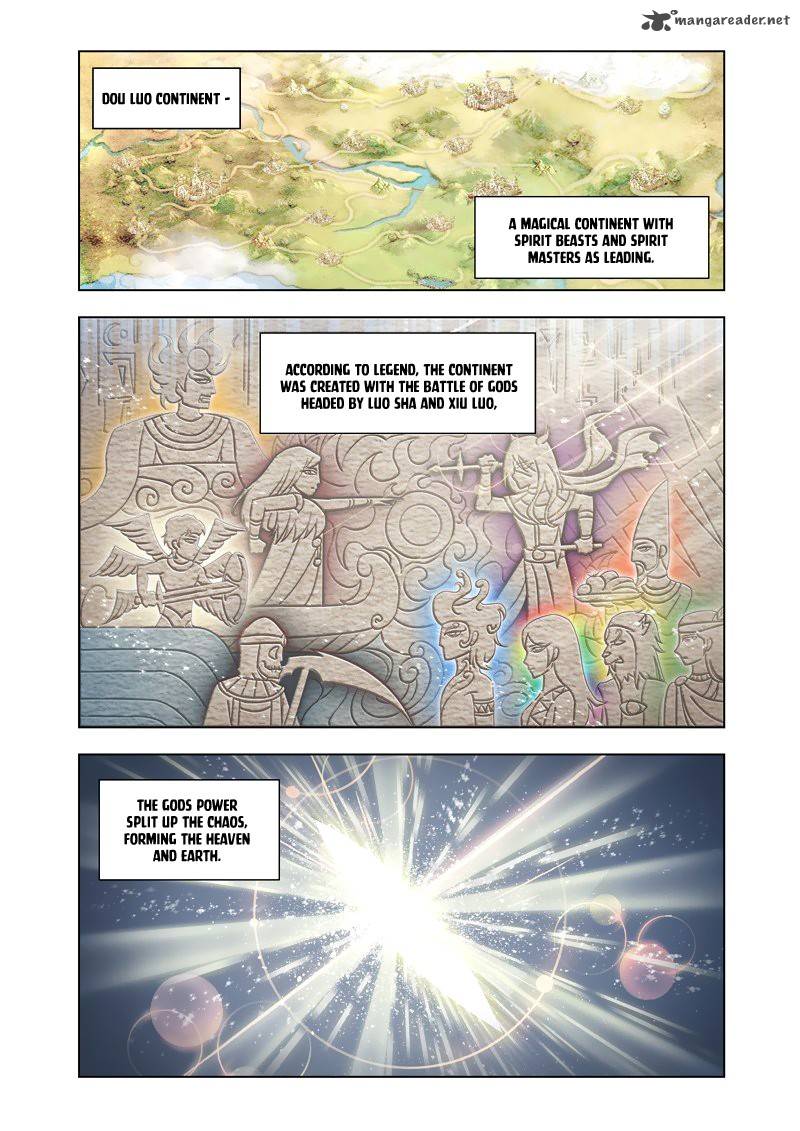 mangareader.net
DOU LUO CONTINENT -
A MAGICAL CONTINENT WITH
SPIRIT BEASTS AND SPIRIT
MASTERS AS LEADING.
ACCORDING TO LEGEND, THE CONTINENT
WAS CREATED WITH THE BATTLE OF GODS
HEADED BY LUO SHA AND XIU LUO,
THE GODS POWER
SPLIT UP THE CHAOS,
FORMING THE HEAVEN
AND EARTH.